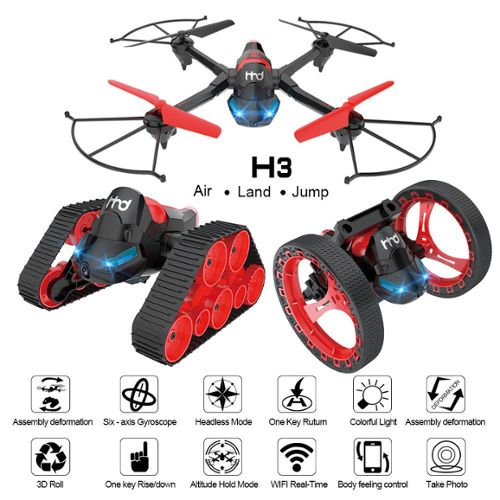 hhd
H3
Air • Land • Jump
hhd
hhd
DEFORMATION
Assembly deformation
Six - axis Gyroscope
Headless Mode
One Key Ruturn
Colorful Light
Assembly deformation
3D Roll
One key Rise/down
Altitude Hold Mode
WIFI Real-Time
Body feeling control
Take Photo